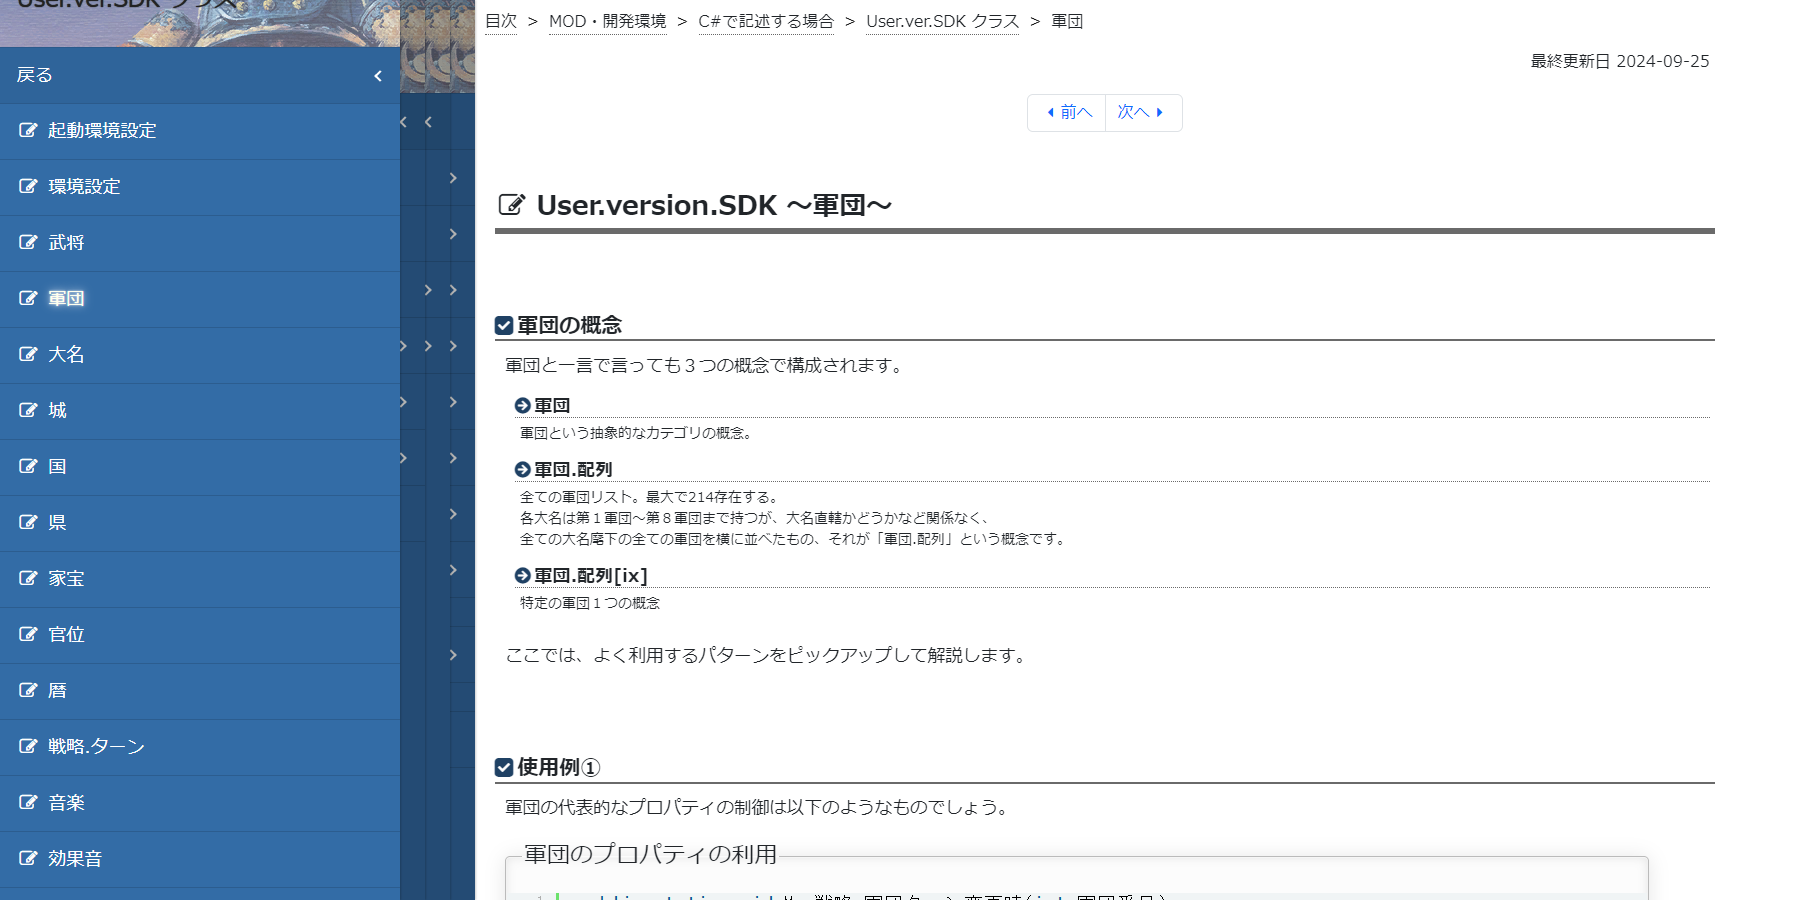 User.ver.SDK クラス
戻る
起動環境設定
環境設定
武将
軍団
大名
城
国
県
家宝
官位
暦
戦略.ターン
音楽
効果音
目次 > MOD・開発環境 > C#で記述する場合 > User.ver.SDK クラス > 軍団
最終更新日 2024-09-25
前へ 次へ
User.version.SDK ～軍団～
軍団の概念
軍団と一言で言っても３つの概念で構成されます。
軍団
軍団という抽象的なカテゴリの概念。
軍団.配列
全ての軍団リスト。最大で214存在する。
各大名は第１軍団～第８軍団まで持つが、大名直轄かどうかなど関係なく、
全ての大名麾下の全ての軍団を横に並べたもの、それが「軍団.配列」という概念です。
軍団.配列[ix]
特定の軍団１つの概念
ここでは、よく利用するパターンをピックアップして解説します。
使用例①
軍団の代表的なプロパティの制御は以下のようなものでしょう。
軍団のプロパティの利用